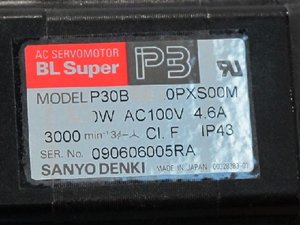 AC SERVOMOTOR
BL Super P3
MODEL P30B 0PXS00M
0W AC100V 4.6A
3000 min⁻¹ 3ϕ CI. F IP43
SER. No. 090606005RA
SANYO DENKI MADE IN JAPAN